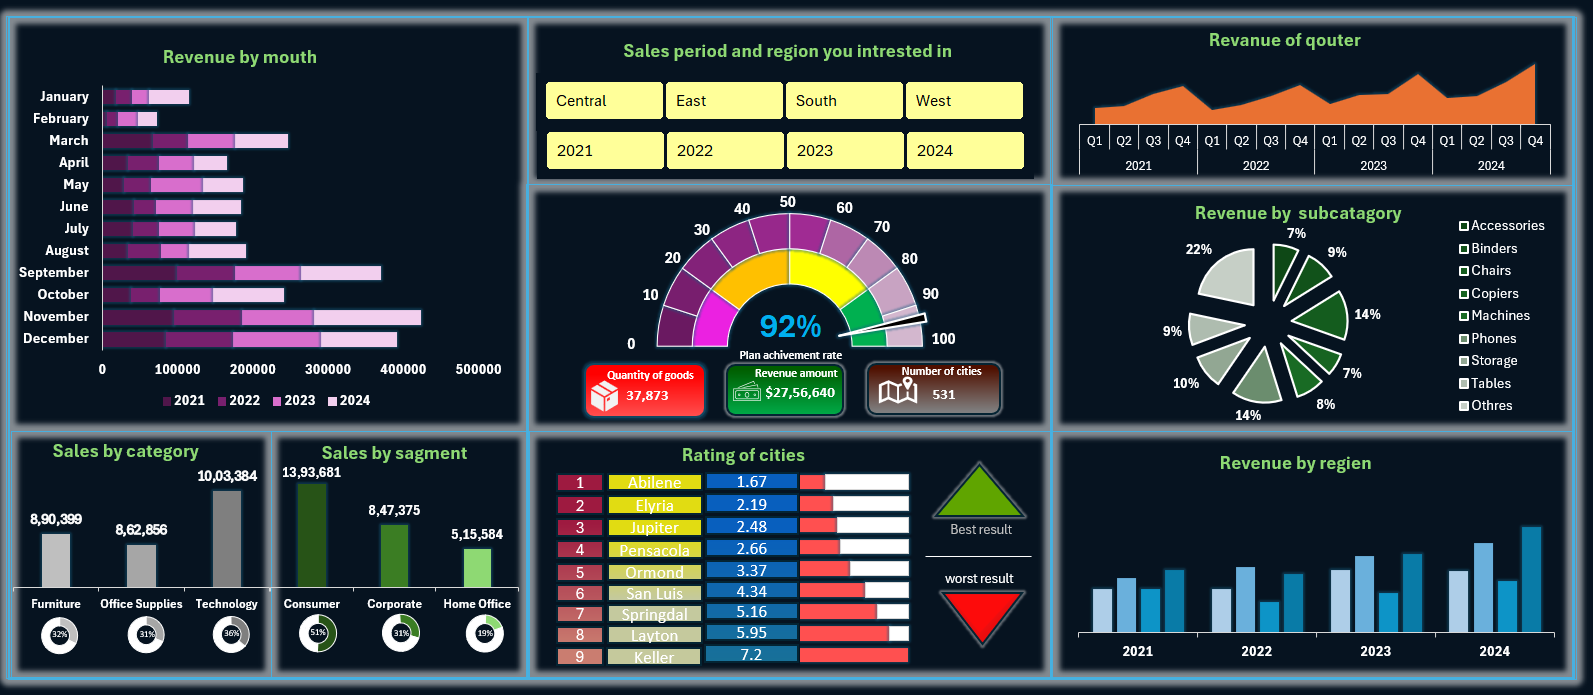 Revenue by mouth
January
February
March
April
May
June
July
August
September
October
November
December
0 100000 200000 300000 400000 500000
2021 2022 2023 2024
Sales period and region you intrested in
Central East South West
2021 2022 2023 2024
Revanue of qouter
Q1 Q2 Q3 Q4 Q1 Q2 Q3 Q4 Q1 Q2 Q3 Q4 Q1 Q2 Q3 Q4
2021 2022 2023 2024
0 10 20 30 40 50 60 70 80 90 100
92%
Plan achivement rate
Quantity of goods
37,873
Revenue amount
$27,56,640
Number of cities
531
Revenue by subcatagory
7%
9%
14%
7%
8%
14%
10%
9%
22%
Accessories
Binders
Chairs
Copiers
Machines
Phones
Storage
Tables
Othres
Sales by category
8,90,399
8,62,856
10,03,384
Furniture Office Supplies Technology
32% 31% 36%
Sales by sagment
13,93,681
8,47,375
5,15,584
Consumer Corporate Home Office
51% 31% 19%
Rating of cities
1 Abilene 1.67
2 Elyria 2.19
3 Jupiter 2.48
4 Pensacola 2.66
5 Ormond 3.37
6 San Luis 4.34
7 Springdal 5.16
8 Layton 5.95
9 Keller 7.2
Best result
worst result
Revenue by regien
2021 2022 2023 2024